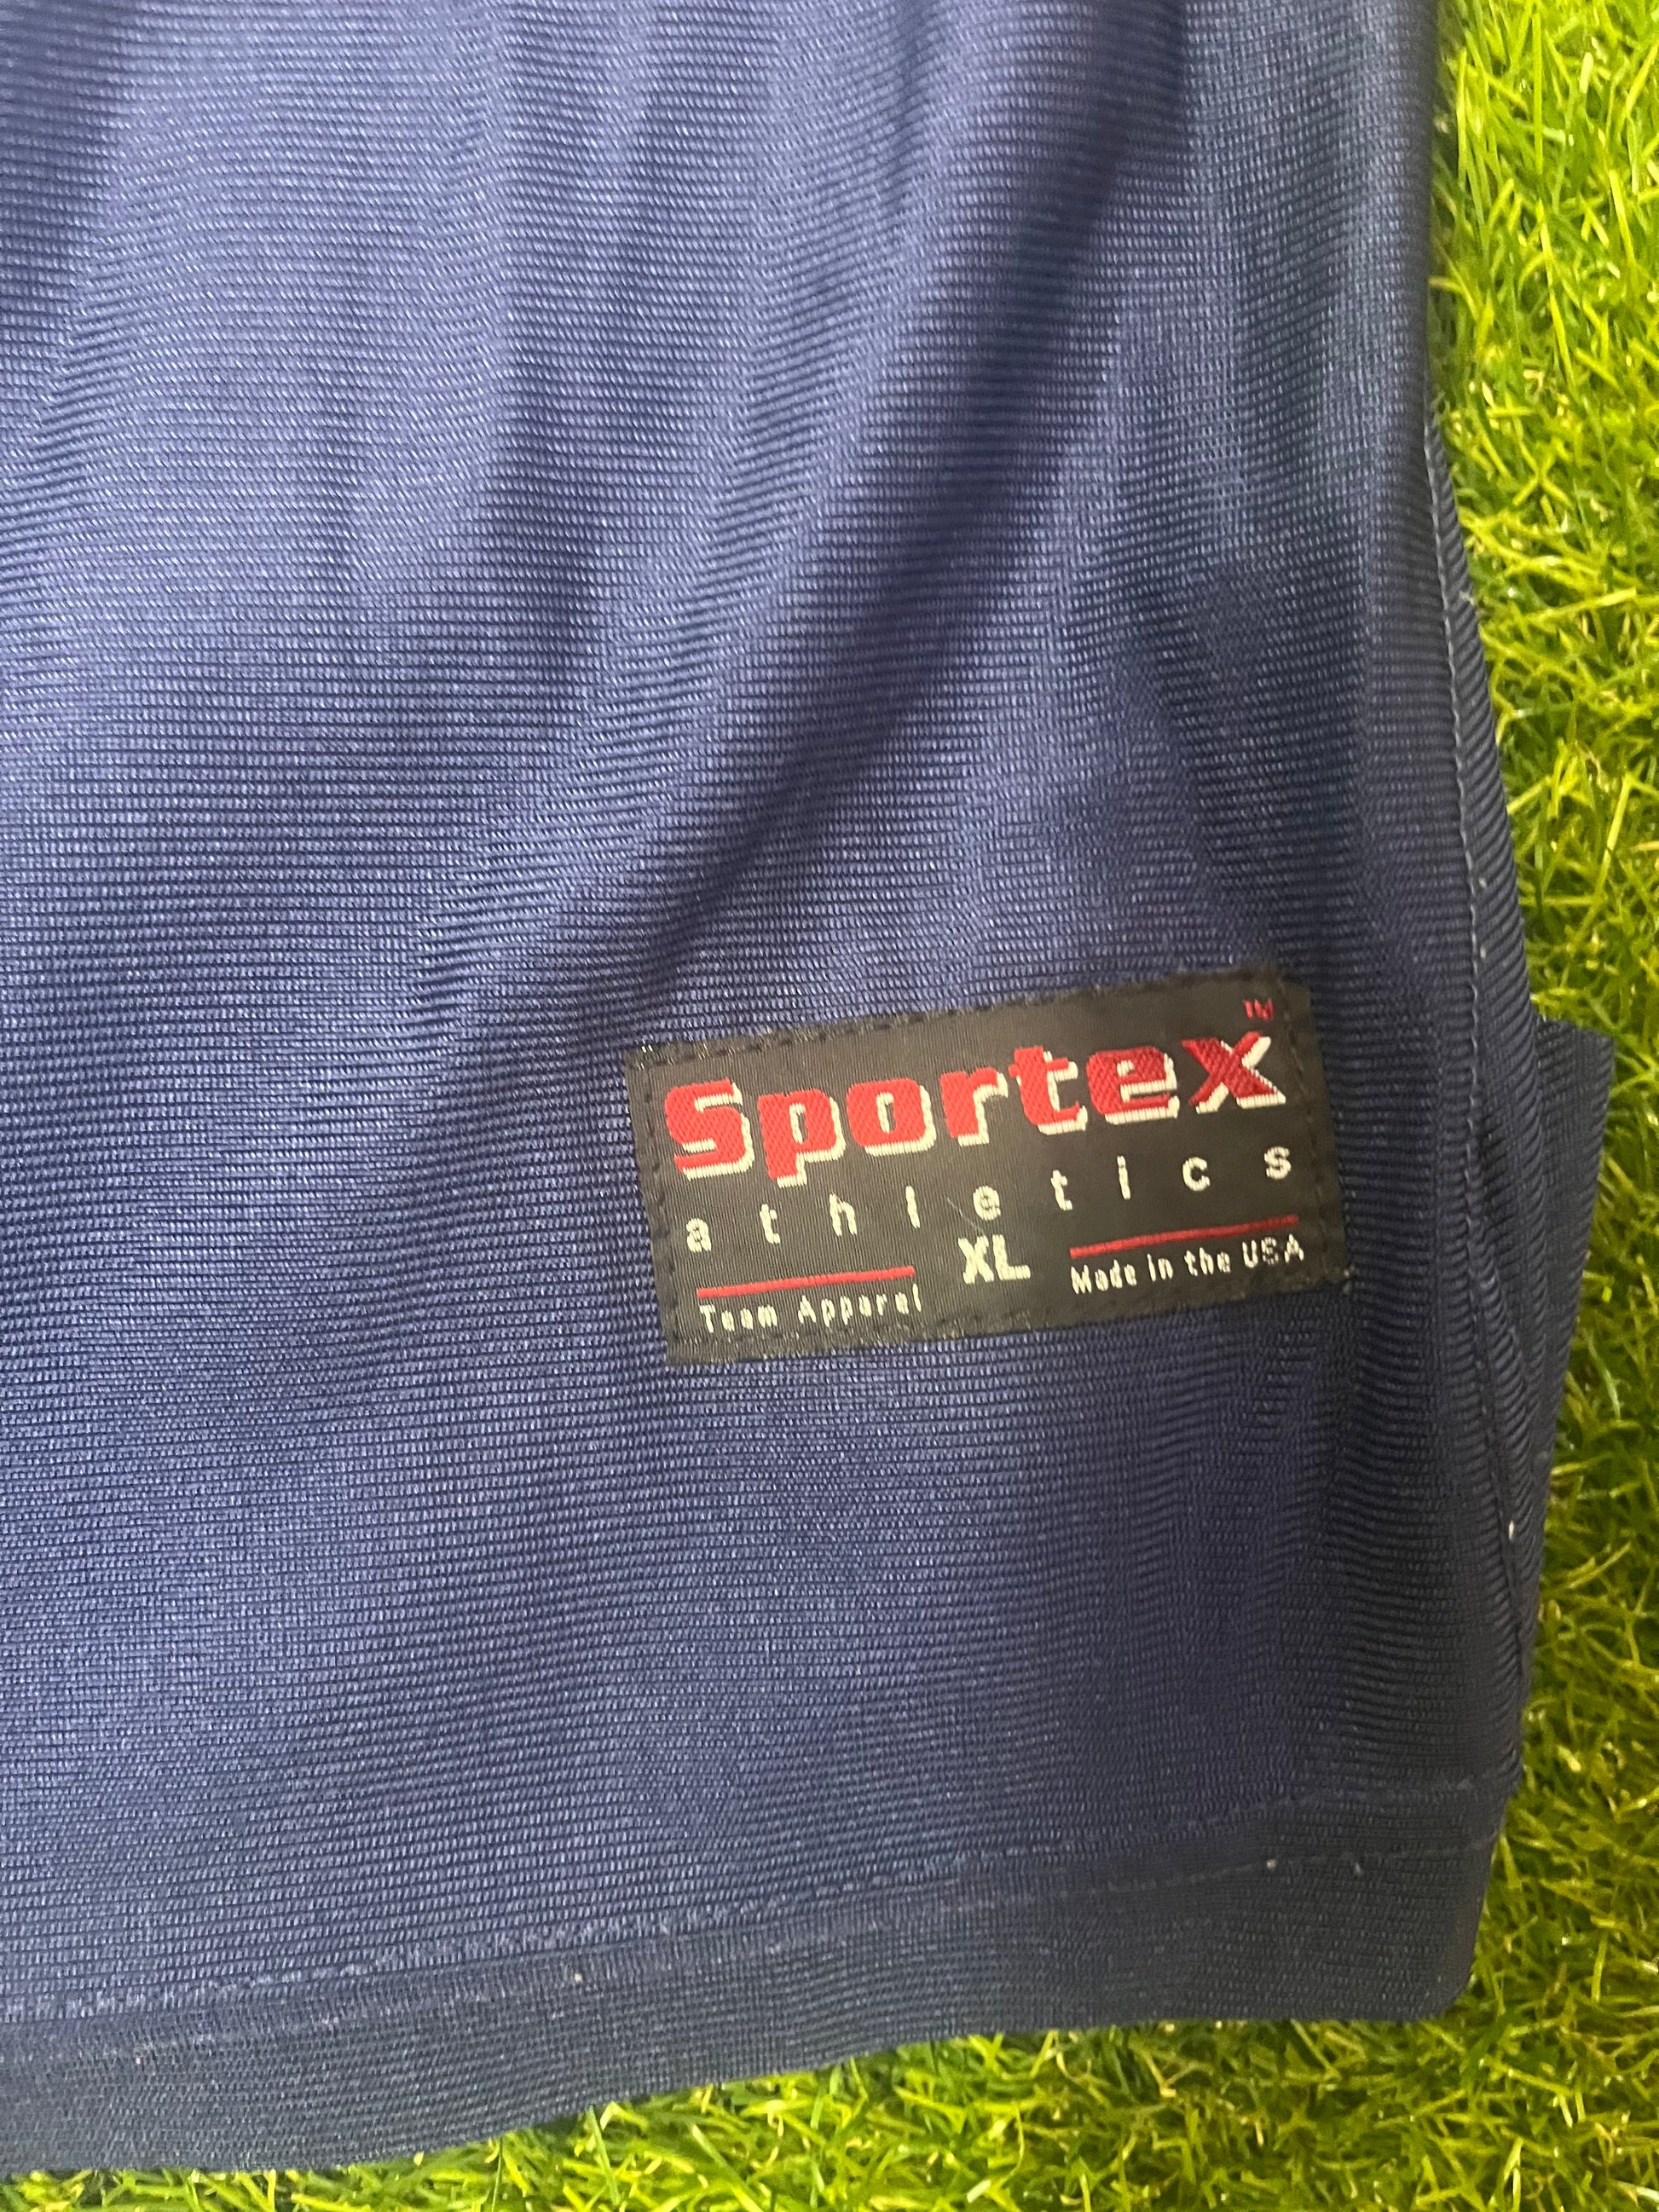 Sportex™
athletics
XL
Team Apparel
Made in the USA